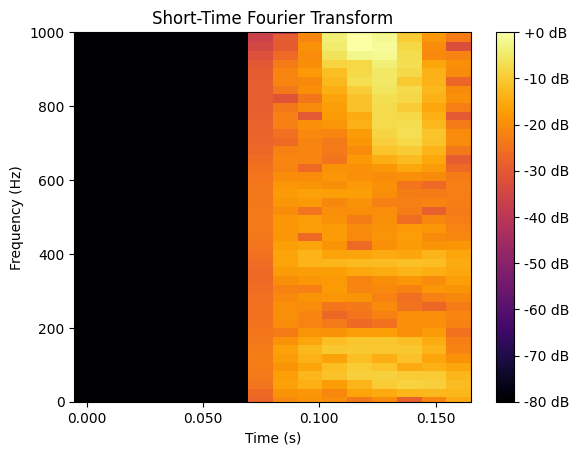 Short-Time Fourier Transform
Frequency (Hz)
1000
800
600
400
200
0
0.000
0.050
0.100
0.150
Time (s)
+0 dB
-10 dB
-20 dB
-30 dB
-40 dB
-50 dB
-60 dB
-70 dB
-80 dB